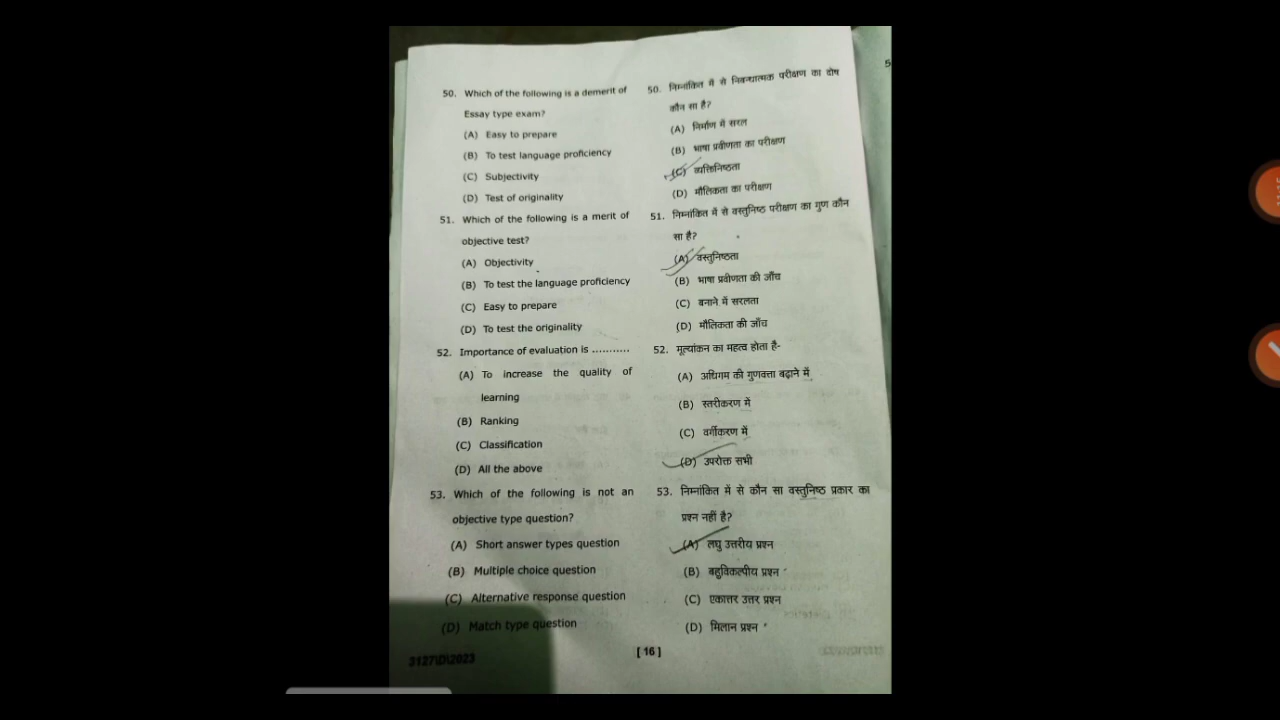 50. Which of the following is a demerit of
Essay type exam?
(A) Easy to prepare
(B) To test language proficiency
(C) Subjectivity
(D) Test of originality
51. Which of the following is a merit of
objective test?
(A) Objectivity
(B) To test the language proficiency
(C) Easy to prepare
(D) To test the originality
52. Importance of evaluation is ...........
(A) To increase the quality of
learning
(B) Ranking
(C) Classification
(D) All the above
53. Which of the following is not an
objective type question?
(A) Short answer types question
(B) Multiple choice question
(C) Alternative response question
(D) Match type question
50. निम्नांकित में से निबन्धात्मक परीक्षण का दोष
कौन सा है?
(A) निर्माण में सरल
(B) भाषा प्रवीणता का परीक्षण
(C) व्यक्तिनिष्ठता
(D) मौलिकता का परीक्षण
51. निम्नांकित में से वस्तुनिष्ठ परीक्षण का गुण कौन
सा है?
(A) वस्तुनिष्ठता
(B) भाषा प्रवीणता की जाँच
(C) बनाने में सरलता
(D) मौलिकता की जाँच
52. मूल्यांकन का महत्व होता है-
(A) अधिगम की गुणवत्ता बढ़ाने में
(B) स्तरीकरण में
(C) वर्गीकरण में
(D) उपरोक्त सभी
53. निम्नांकित में से कौन सा वस्तुनिष्ठ प्रकार का
प्रश्न नहीं है?
(A) लघु उत्तरीय प्रश्न
(B) बहुविकल्पीय प्रश्न
(C) एकान्तर उत्तर प्रश्न
(D) मिलान प्रश्न
3127\D\2023
[ 16 ]
5